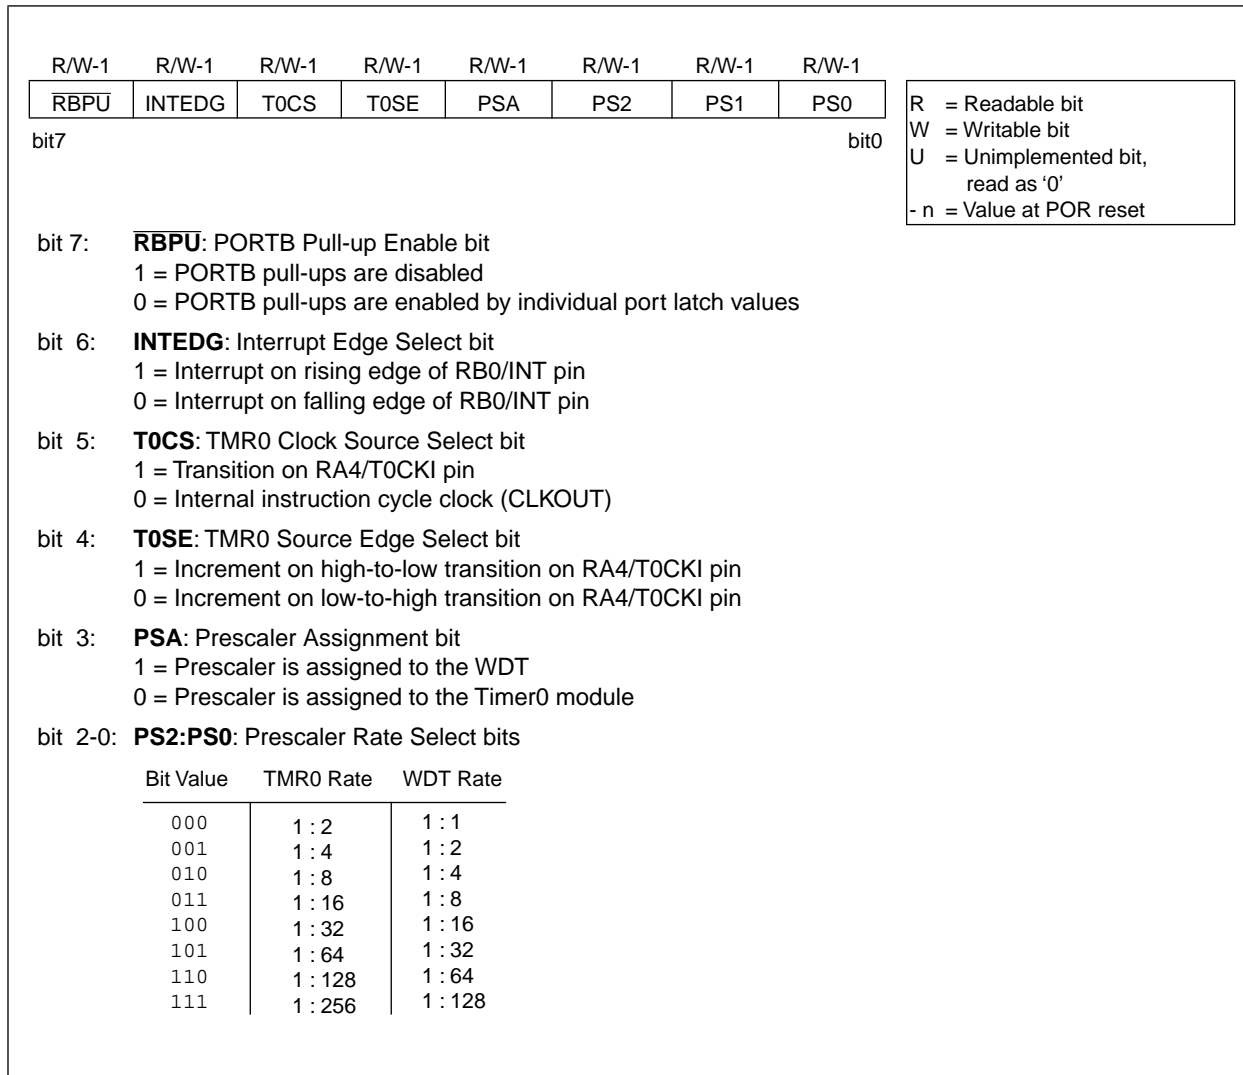 R/W-1 R/W-1 R/W-1 R/W-1 R/W-1 R/W-1 R/W-1 R/W-1
RBPU INTEDG T0CS T0SE PSA PS2 PS1 PS0
bit7 bit0
R = Readable bit
W = Writable bit
U = Unimplemented bit,
read as ‘0’
- n = Value at POR reset
bit 7: RBPU: PORTB Pull-up Enable bit
1 = PORTB pull-ups are disabled
0 = PORTB pull-ups are enabled by individual port latch values
bit 6: INTEDG: Interrupt Edge Select bit
1 = Interrupt on rising edge of RB0/INT pin
0 = Interrupt on falling edge of RB0/INT pin
bit 5: T0CS: TMR0 Clock Source Select bit
1 = Transition on RA4/T0CKI pin
0 = Internal instruction cycle clock (CLKOUT)
bit 4: T0SE: TMR0 Source Edge Select bit
1 = Increment on high-to-low transition on RA4/T0CKI pin
0 = Increment on low-to-high transition on RA4/T0CKI pin
bit 3: PSA: Prescaler Assignment bit
1 = Prescaler is assigned to the WDT
0 = Prescaler is assigned to the Timer0 module
bit 2-0: PS2:PS0: Prescaler Rate Select bits
Bit Value TMR0 Rate WDT Rate
000 1 : 2 1 : 1
001 1 : 4 1 : 2
010 1 : 8 1 : 4
011 1 : 16 1 : 8
100 1 : 32 1 : 16
101 1 : 64 1 : 32
110 1 : 128 1 : 64
111 1 : 256 1 : 128